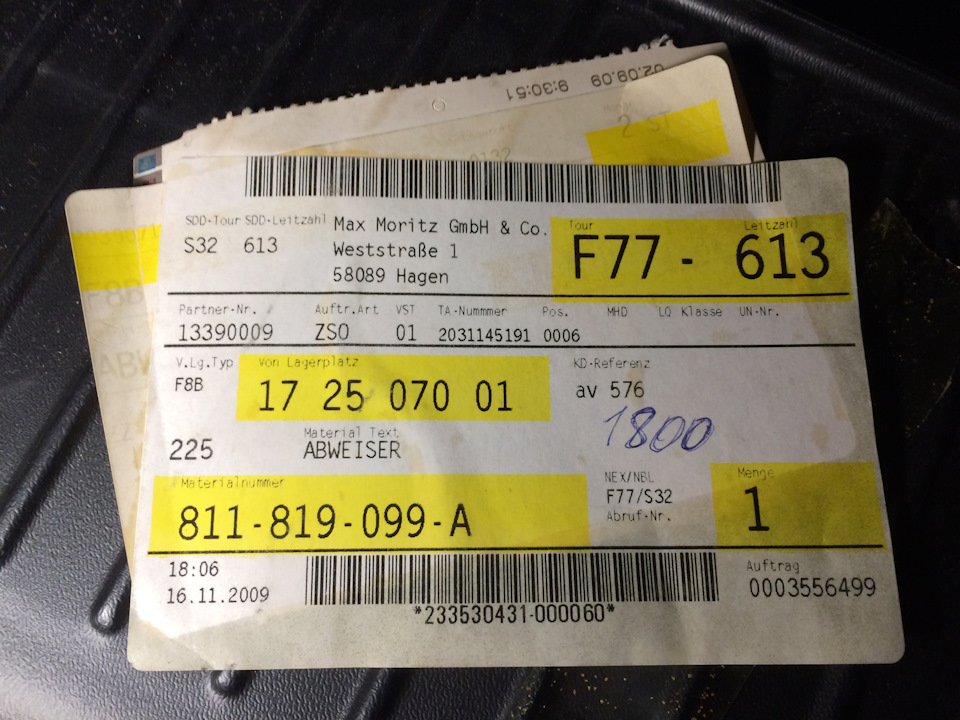 02.09.09 9:30:51
2 ST
SDD-Tour SDD-Leitzahl
S32 613
Max Moritz GmbH & Co.
Weststraße 1
58089 Hagen
Tour Leitzahl
F77 - 613
Partner-Nr. Auftr.Art VST TA-Nummmer Pos. MHD LQ Klasse UN-Nr.
13390009 ZSO 01 2031145191 0006
V.Lg.Typ Von Lagerplatz KD-Referenz
F8B 17 25 070 01 av 576
1800
Material Text
225 ABWEISER
Materialnummer NEX/NBL Menge
811-819-099-A F77/S32 1
Abruf-Nr.
18:06 Auftrag
16.11.2009 0003556499
*233530431-000060*
F8B